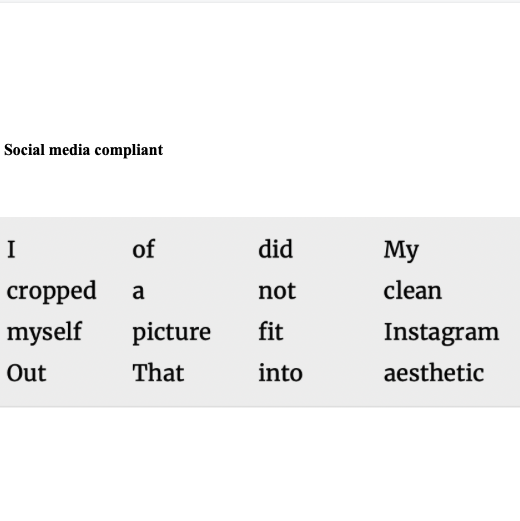 Social media compliant
I of did My
cropped a not clean
myself picture fit Instagram
Out That into aesthetic